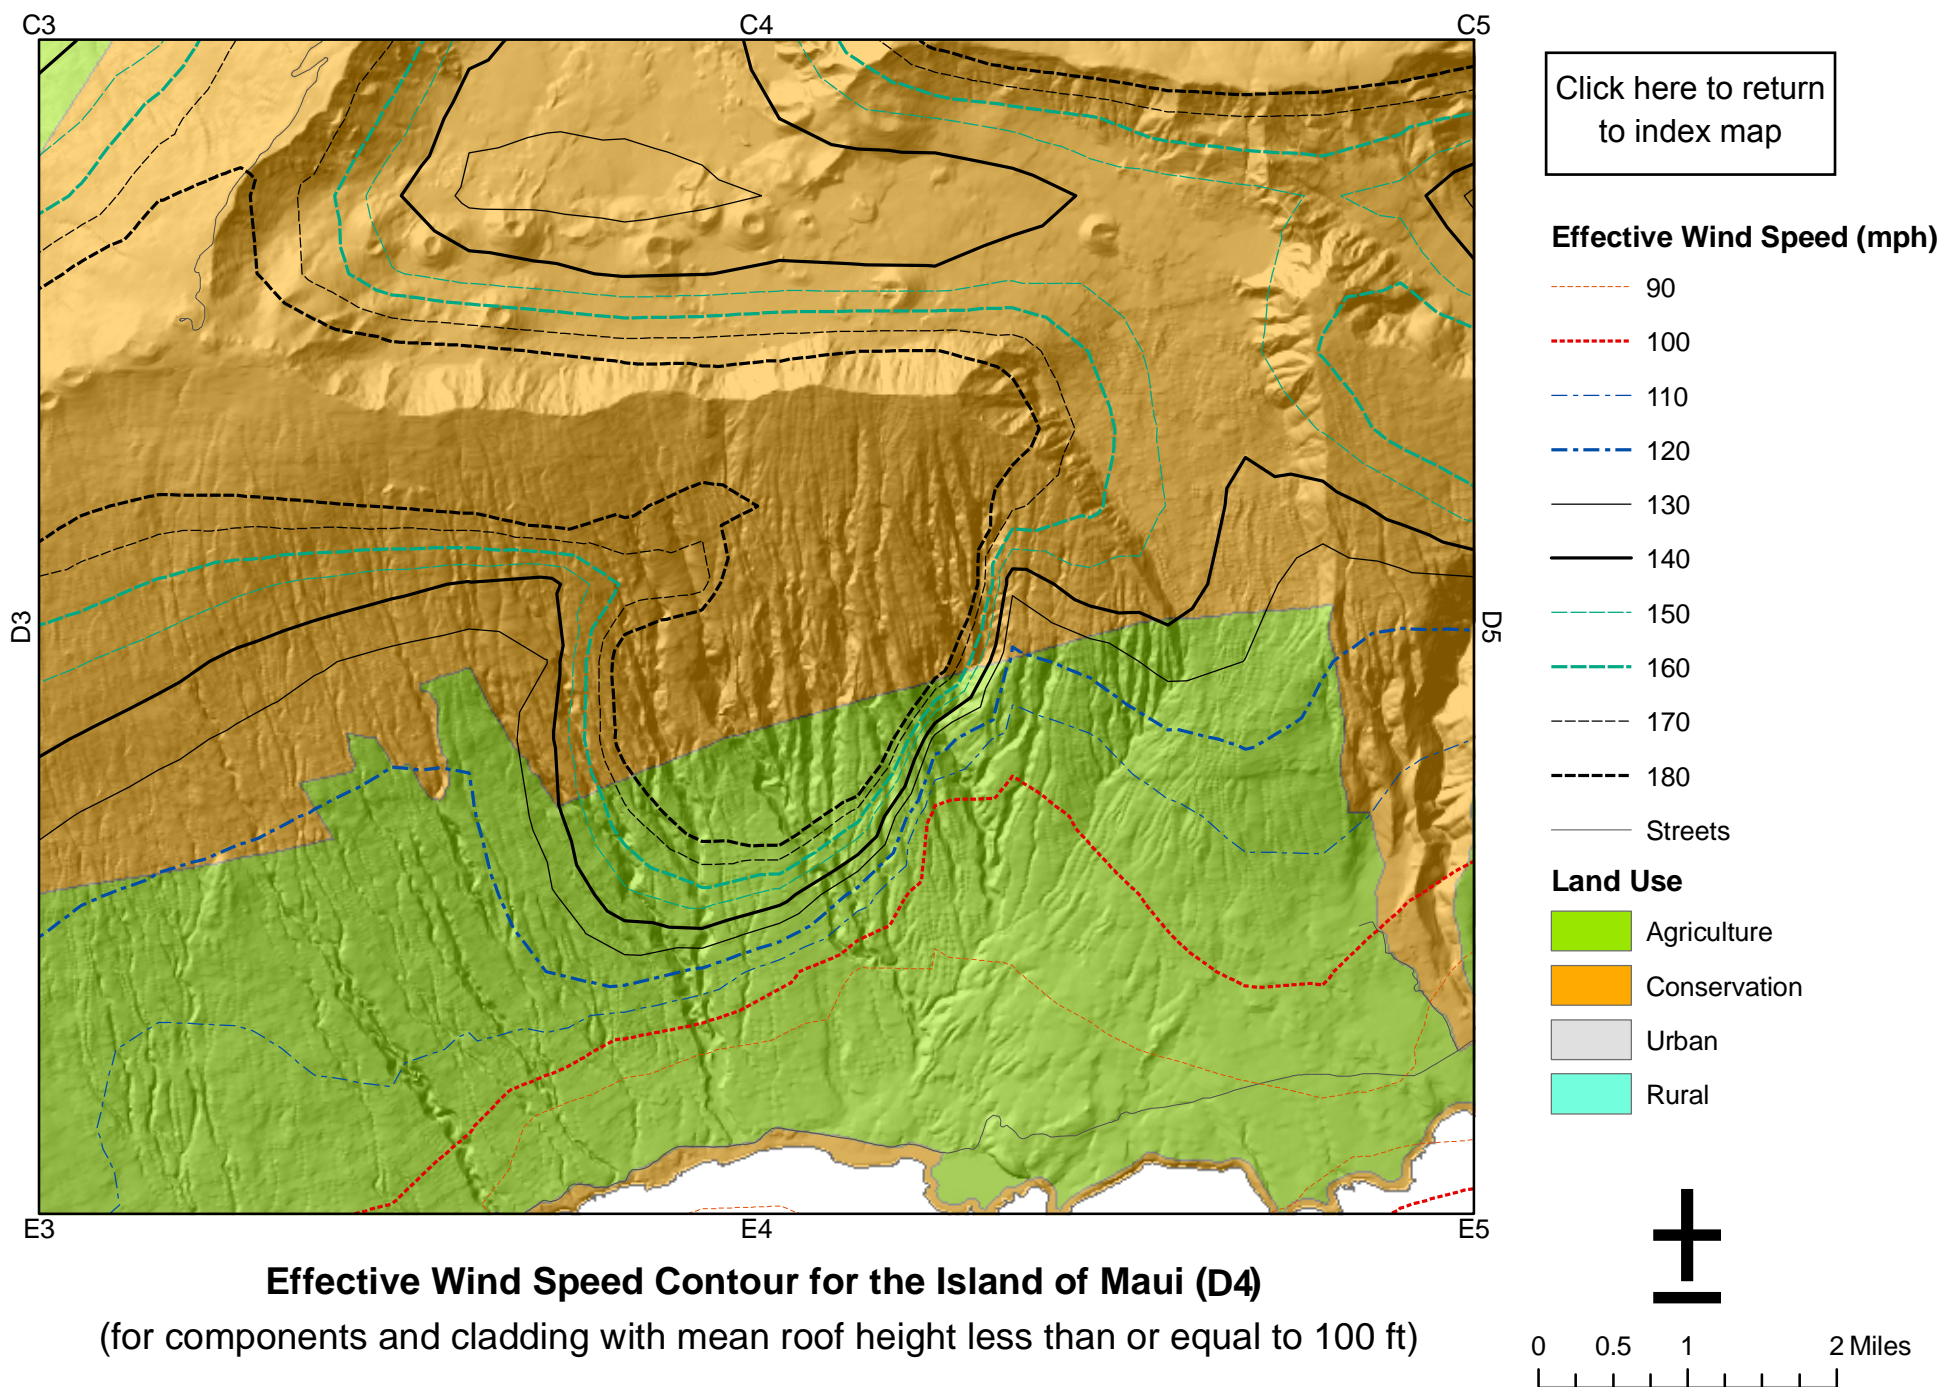 C3
C4
C5
Click here to return
to index map
Effective Wind Speed (mph)
90
100
110
120
130
140
150
160
170
180
Streets
Land Use
Agriculture
Conservation
Urban
Rural
D3
D5
E3
E4
E5
Effective Wind Speed Contour for the Island of Maui (D4)
(for components and cladding with mean roof height less than or equal to 100 ft)
0 0.5 1 2 Miles